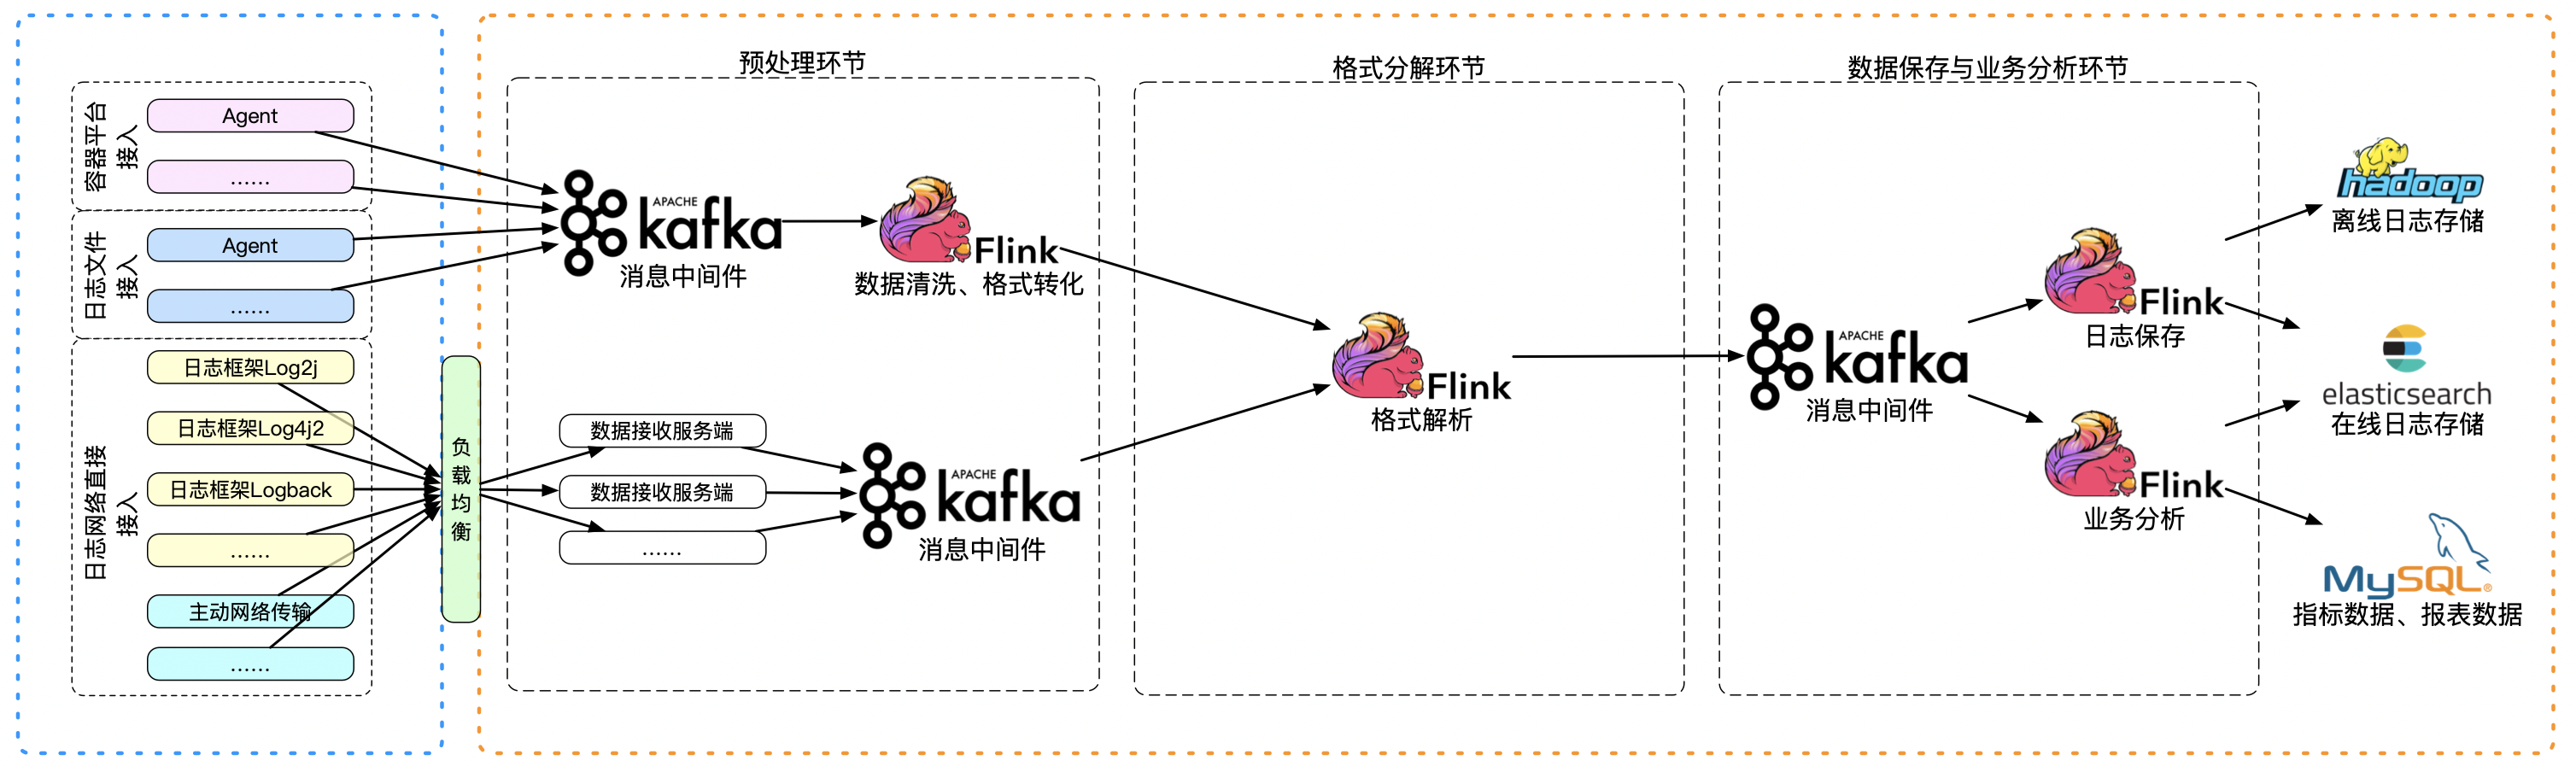 容器平台
接入
Agent
......
日志文件
接入
Agent
......
日志网络直接
接入
日志框架Log2j
日志框架Log4j2
日志框架Logback
......
主动网络传输
......
负
载
均
衡
预处理环节
APACHE
kafka
消息中间件
Flink
数据清洗、格式转化
数据接收服务端
数据接收服务端
......
APACHE
kafka
消息中间件
格式分解环节
Flink
格式解析
数据保存与业务分析环节
APACHE
kafka
消息中间件
Flink
日志保存
Flink
业务分析
hadoop
离线日志存储
elasticsearch
在线日志存储
MySQL®
指标数据、报表数据